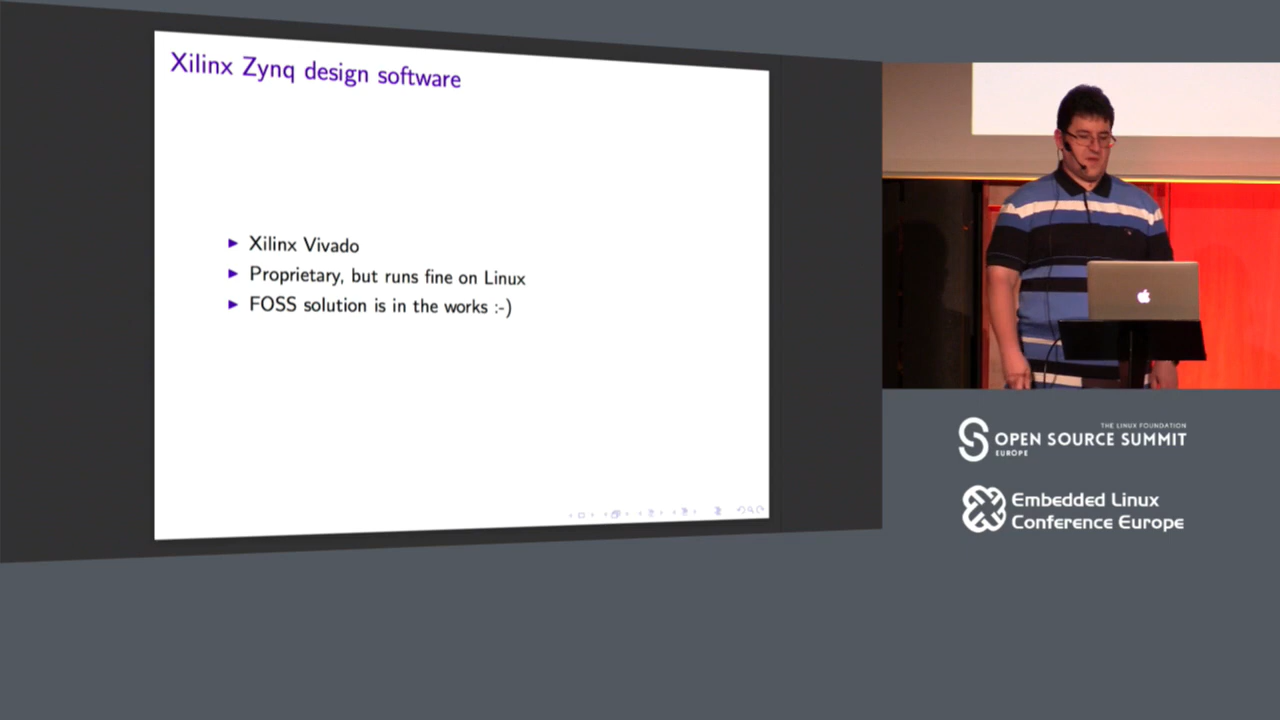 Xilinx Zynq design software
Xilinx Vivado
Proprietary, but runs fine on Linux
FOSS solution is in the works :-)
THE LINUX FOUNDATION
OPEN SOURCE SUMMIT
EUROPE
Embedded Linux
Conference Europe